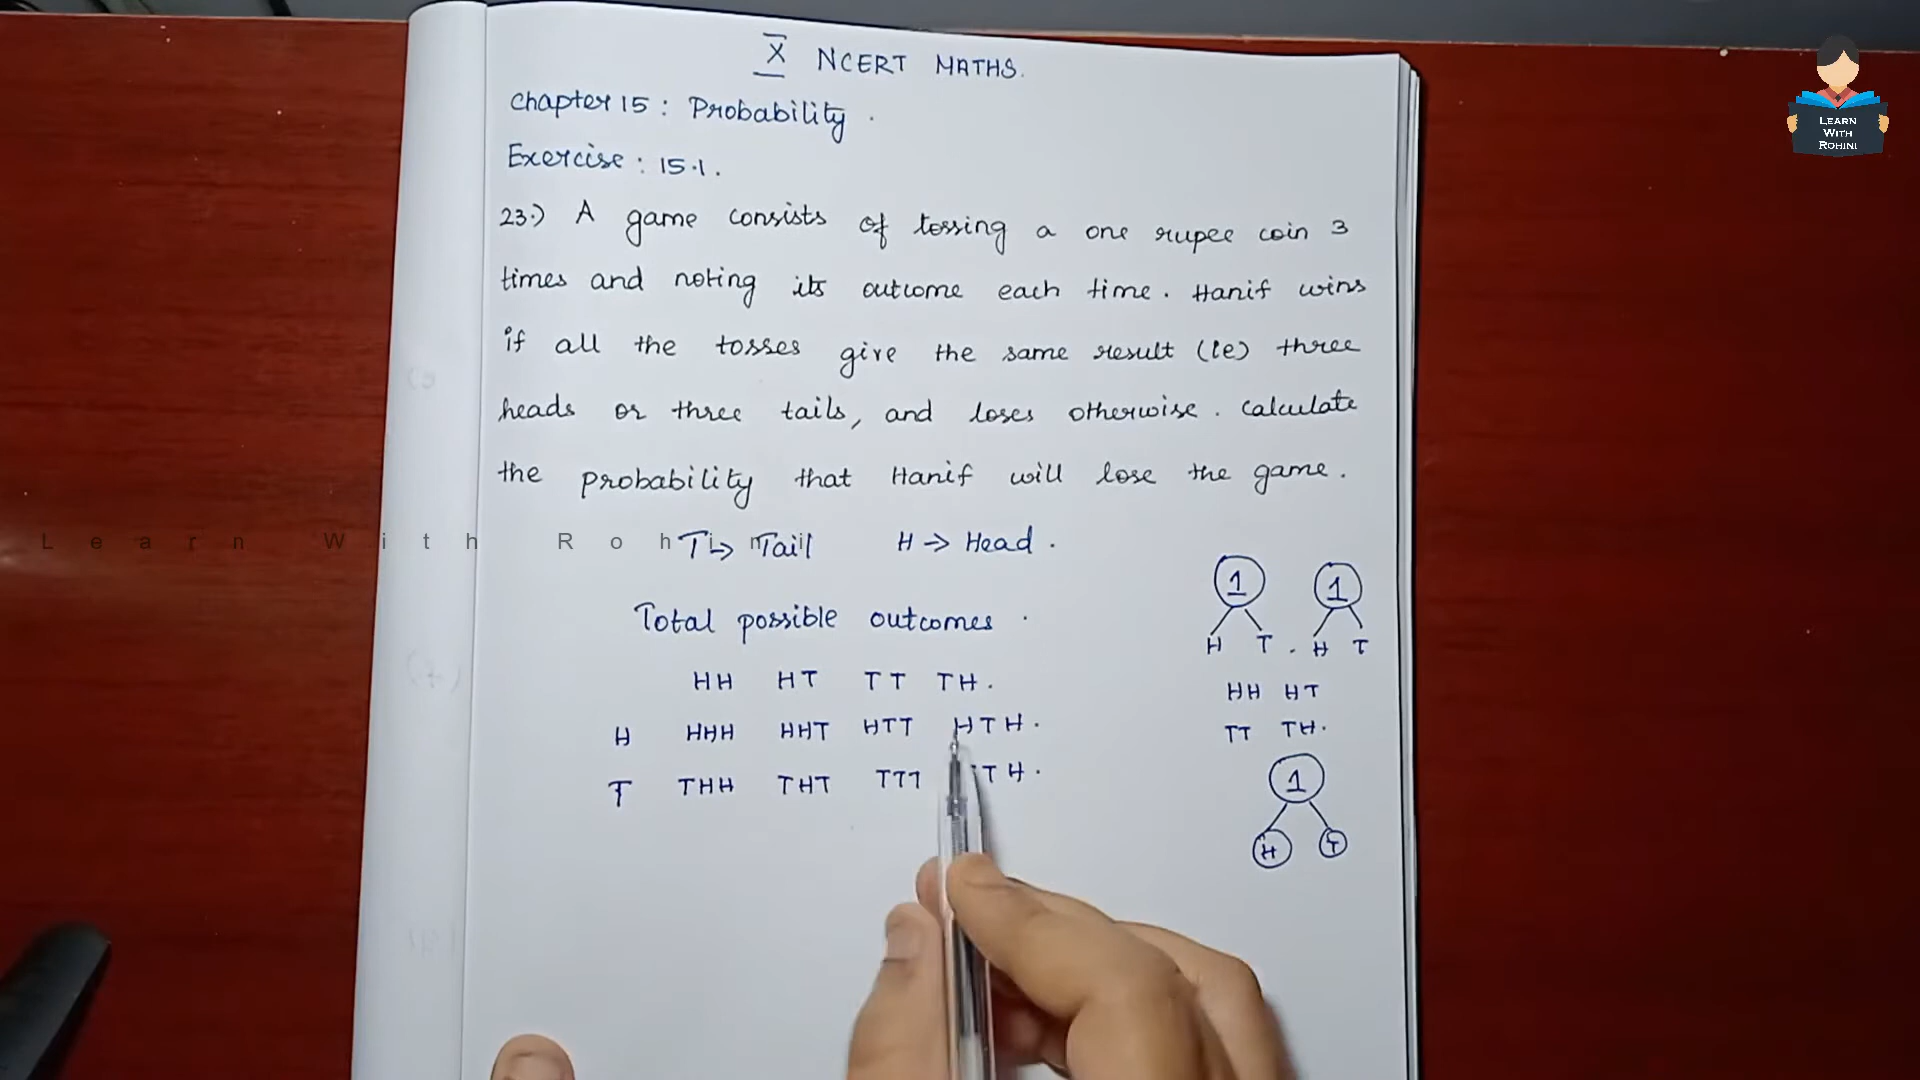 X NCERT MATHS.
Chapter 15 : Probability .
Exercise : 15.1.
23.) A game consists of tossing a one rupee coin 3
times and noting its outcome each time. Hanif wins
if all the tosses give the same result (ie) three
heads or three tails, and loses otherwise. Calculate
the probability that Hanif will lose the game.
Learn With Rohini
T → Tail H → Head .
Total possible outcomes .
HH HT TT TH.
H HHH HHT HTT HTH.
T THH THT TTT TH.
1 1
H T . H T
HH HT
TT TH.
1
H T
LEARN
WITH
ROHINI